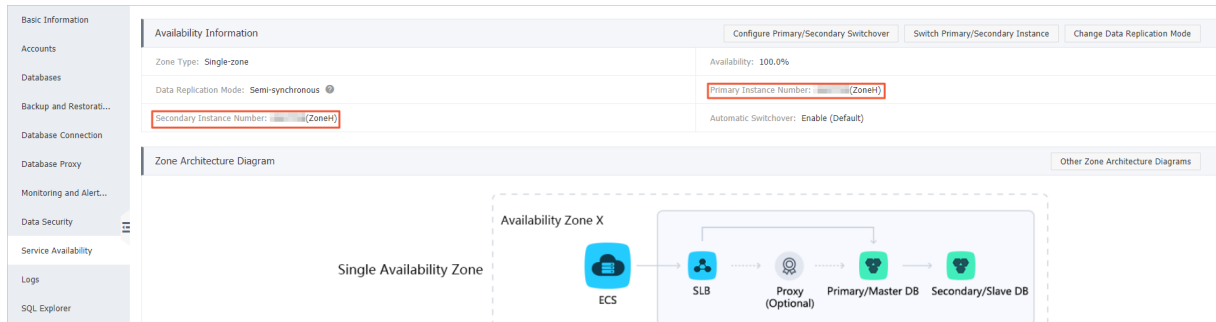 Basic Information
Accounts
Databases
Backup and Restorati...
Database Connection
Database Proxy
Monitoring and Alert...
Data Security
Service Availability
Logs
SQL Explorer
Availability Information
Configure Primary/Secondary Switchover
Switch Primary/Secondary Instance
Change Data Replication Mode
Zone Type: Single-zone
Availability: 100.0%
Data Replication Mode: Semi-synchronous
Primary Instance Number: (ZoneH)
Secondary Instance Number: (ZoneH)
Automatic Switchover: Enable (Default)
Zone Architecture Diagram
Other Zone Architecture Diagrams
Availability Zone X
Single Availability Zone
ECS
SLB
Proxy
(Optional)
Primary/Master DB
Secondary/Slave DB